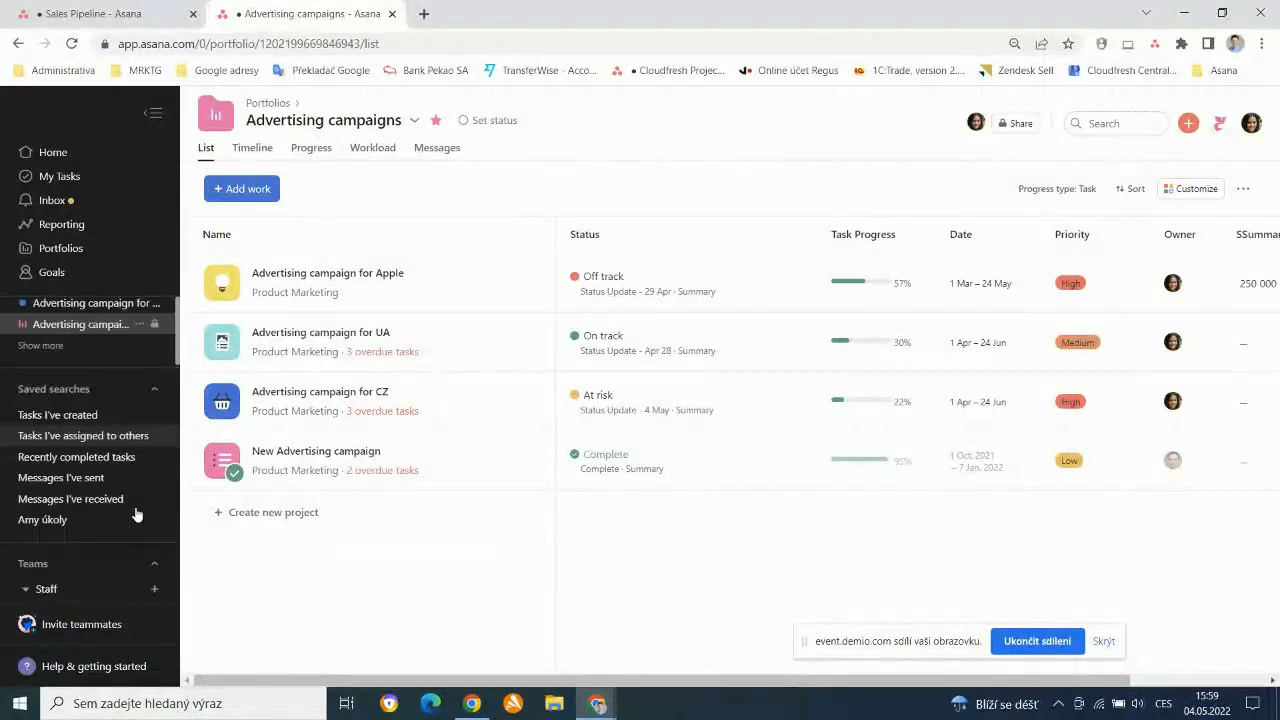 Sales Pipeline - Asana
Advertising campaigns - Asana
app.asana.com/0/portfolio/1202199669846943/list
Administrativa
MRKTG
Google adresy
Překladač Google
Bank Pekao SA
TransferWise - Acco...
Cloudfresh Projec...
Online účet Regus
1C:Trade, version 2....
Zendesk Sell
Cloudfresh Central...
Asana
Portfolios
Advertising campaigns
Set status
Share
Search
List
Timeline
Progress
Workload
Messages
Home
My Tasks
Inbox
Reporting
Portfolios
Goals
Advertising campaign for ...
Advertising campai...
Show more
Saved searches
Tasks I've created
Tasks I've assigned to others
Recently completed tasks
Messages I've sent
Messages I've received
Amy úkoly
Teams
Staff
Invite teammates
Help & getting started
+ Add work
Progress type: Task
Sort
Customize
Name
Status
Task Progress
Date
Priority
Owner
SSumma
Advertising campaign for Apple
Product Marketing
Off track
Status Update - 29 Apr · Summary
57%
1 Mar – 24 May
High
250 000
Advertising campaign for UA
Product Marketing · 3 overdue tasks
On track
Status Update - Apr 28 · Summary
30%
1 Apr – 24 Jun
Medium
—
Advertising campaign for CZ
Product Marketing · 3 overdue tasks
At risk
Status Update · 4 May · Summary
22%
1 Apr – 24 Jun
High
—
New Advertising campaign
Product Marketing · 2 overdue tasks
Complete
Complete · Summary
95%
1 Oct, 2021
– 7 Jan, 2022
Low
—
+ Create new project
event.demio.com sdílí vaši obrazovku.
Ukončit sdílení
Skrýt
Sem zadejte hledaný výraz
Blíží se déšť
CES
15:59
04.05.2022